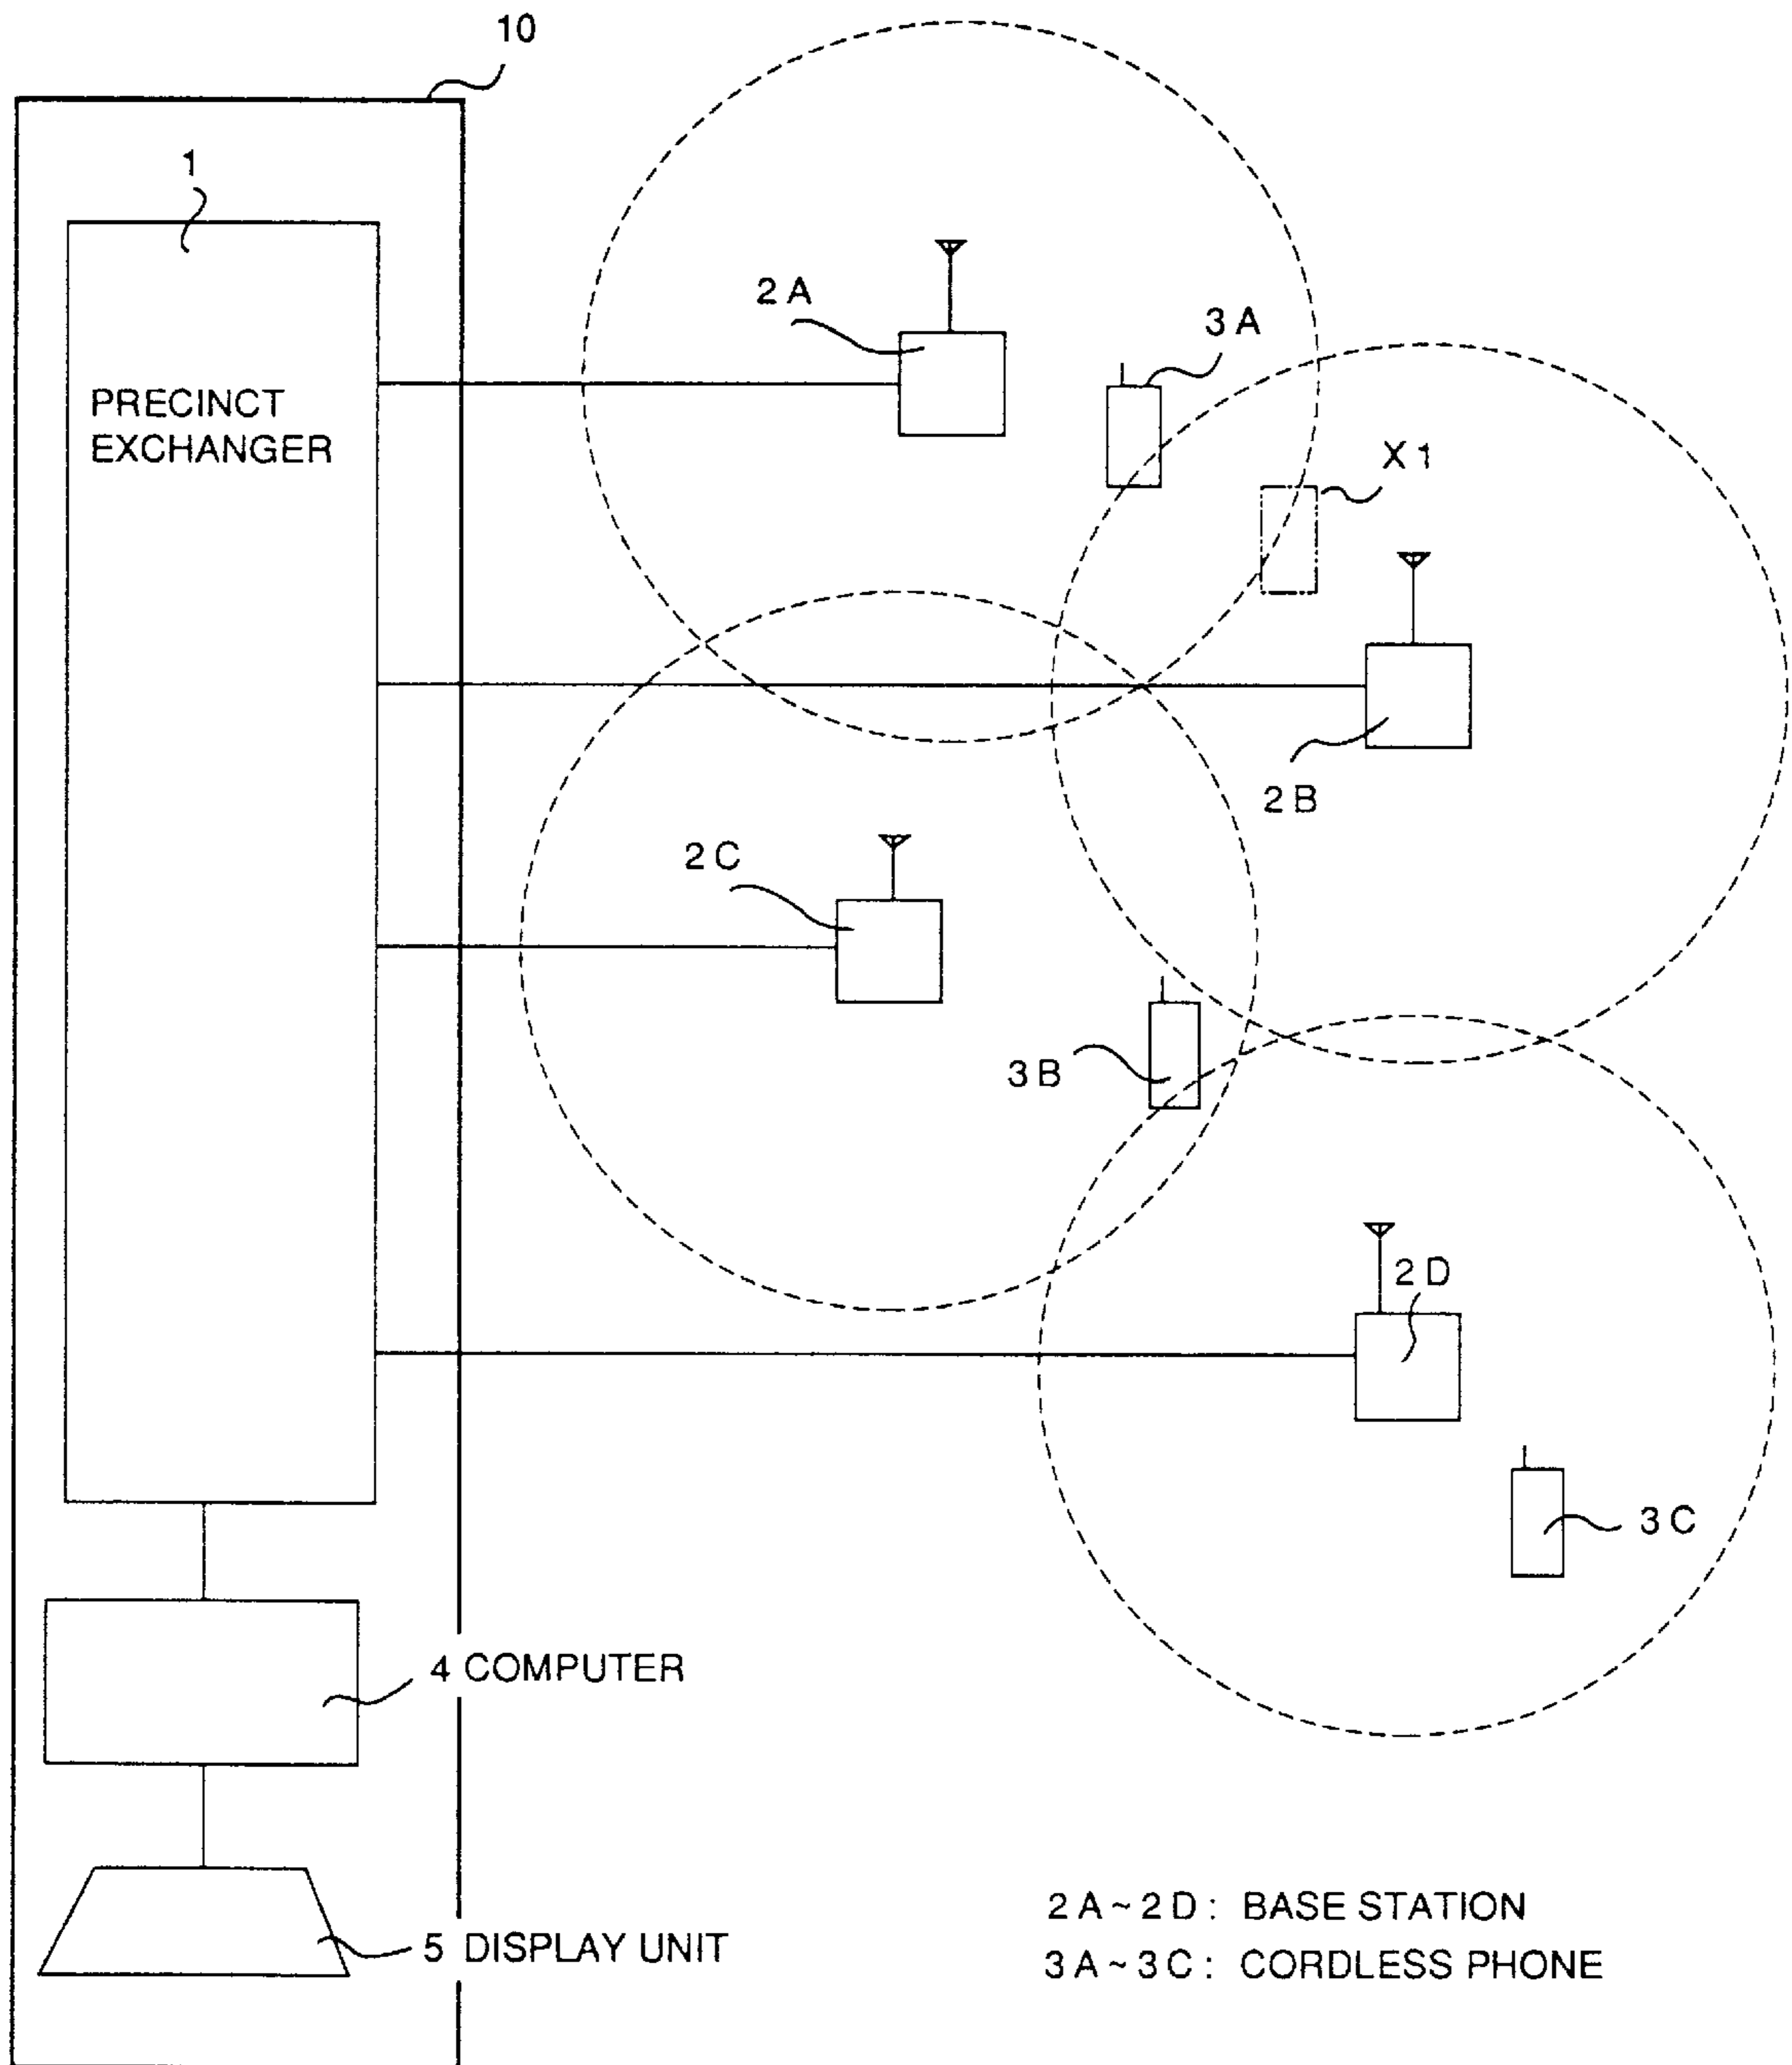 10
1
PRECINCT
EXCHANGER
2A
3A
X1
2B
2C
3B
2D
3C
4 COMPUTER
5 DISPLAY UNIT
2A~2D: BASE STATION
3A~3C: CORDLESS PHONE